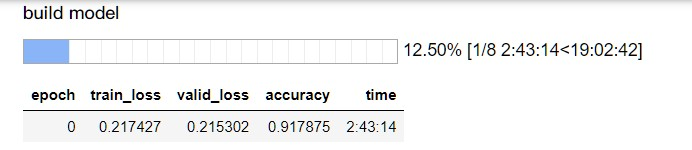 build model
12.50% [1/8 2:43:14<19:02:42]
epoch train_loss valid_loss accuracy time
0 0.217427 0.215302 0.917875 2:43:14